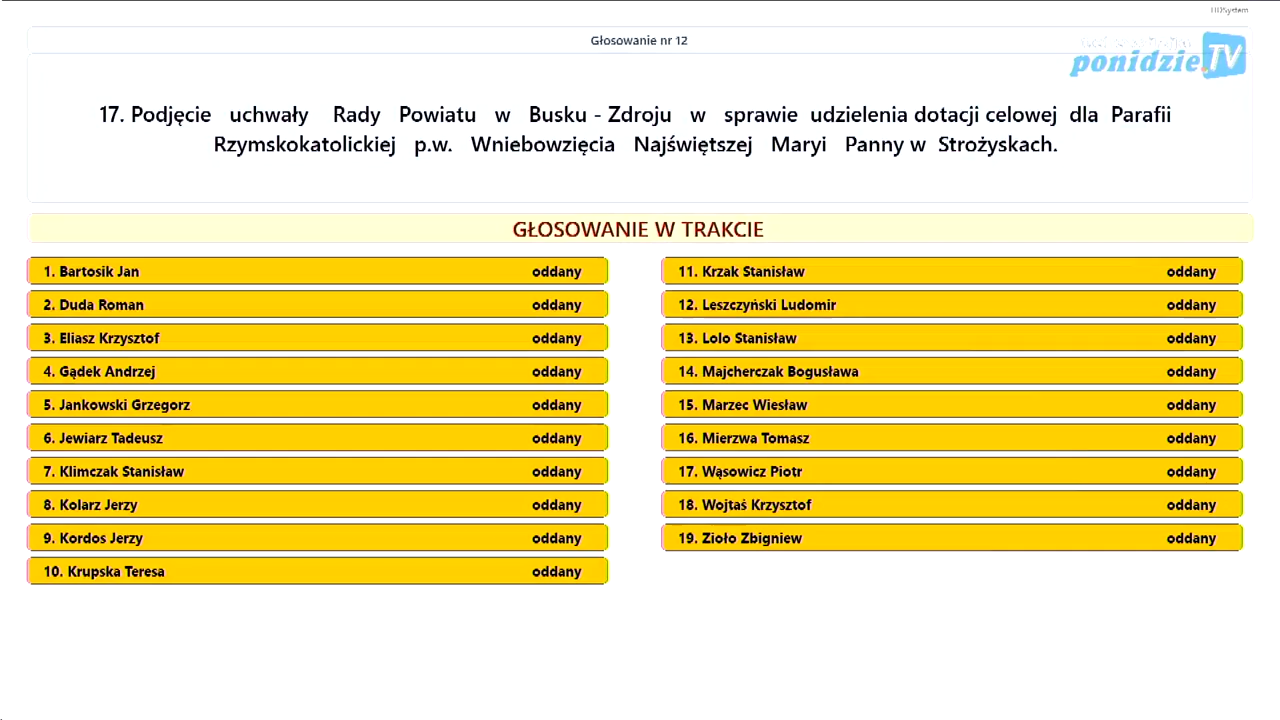 Głosowanie nr 12
ponidzie.TV
17. Podjęcie uchwały Rady Powiatu w Busku - Zdroju w sprawie udzielenia dotacji celowej dla Parafii
Rzymskokatolickiej p.w. Wniebowzięcia Najświętszej Maryi Panny w Strożyskach.
GŁOSOWANIE W TRAKCIE
1. Bartosik Jan oddany
2. Duda Roman oddany
3. Eliasz Krzysztof oddany
4. Gądek Andrzej oddany
5. Jankowski Grzegorz oddany
6. Jewiarz Tadeusz oddany
7. Klimczak Stanisław oddany
8. Kolarz Jerzy oddany
9. Kordos Jerzy oddany
10. Krupska Teresa oddany
11. Krzak Stanisław oddany
12. Leszczyński Ludomir oddany
13. Lolo Stanisław oddany
14. Majcherczak Bogusława oddany
15. Marzec Wiesław oddany
16. Mierzwa Tomasz oddany
17. Wąsowicz Piotr oddany
18. Wojtaś Krzysztof oddany
19. Zioło Zbigniew oddany